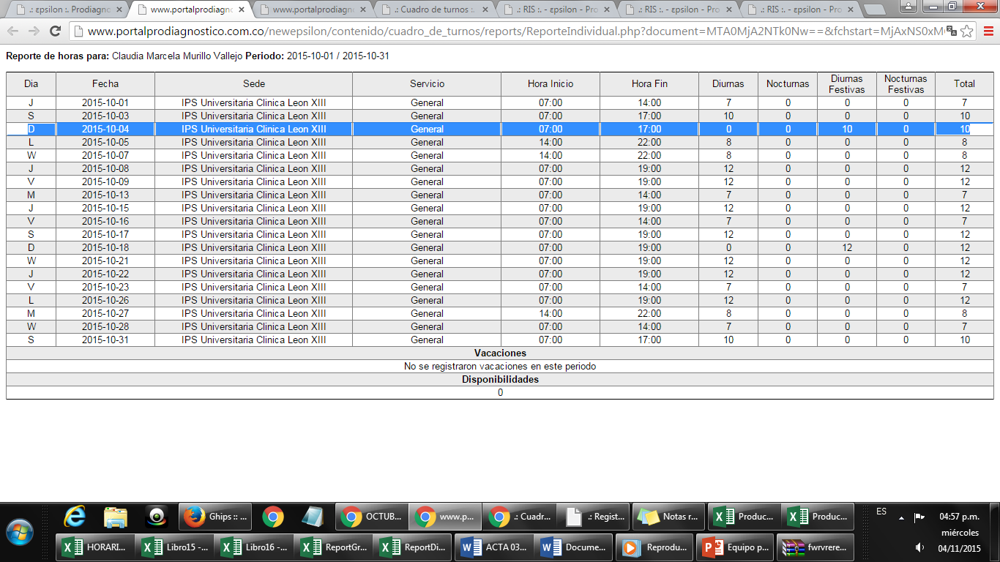 .: εpsilon :. Prodiagno
www.portalprodiagno
www.portalprodiagno
.: Cuadro de turnos :.
.: RIS :. - εpsilon - Pro
.: RIS :. - εpsilon - Pro
.: RIS :. - εpsilon - Pro
www.portalprodiagnostico.com.co/newepsilon/contenido/cuadro_de_turnos/reports/ReporteIndividual.php?document=MTA0MjA2NTk0Nw==&fchstart=MjAxNS0xM
Reporte de horas para: Claudia Marcela Murillo Vallejo Periodo: 2015-10-01 / 2015-10-31
Dia Fecha Sede Servicio Hora Inicio Hora Fin Diurnas Nocturnas Diurnas Festivas Nocturnas Festivas Total
J 2015-10-01 IPS Universitaria Clinica Leon XIII General 07:00 14:00 7 0 0 0 7
S 2015-10-03 IPS Universitaria Clinica Leon XIII General 07:00 17:00 10 0 0 0 10
D 2015-10-04 IPS Universitaria Clinica Leon XIII General 07:00 17:00 0 0 10 0 10
L 2015-10-05 IPS Universitaria Clinica Leon XIII General 14:00 22:00 8 0 0 0 8
W 2015-10-07 IPS Universitaria Clinica Leon XIII General 14:00 22:00 8 0 0 0 8
J 2015-10-08 IPS Universitaria Clinica Leon XIII General 07:00 19:00 12 0 0 0 12
V 2015-10-09 IPS Universitaria Clinica Leon XIII General 07:00 19:00 12 0 0 0 12
M 2015-10-13 IPS Universitaria Clinica Leon XIII General 07:00 14:00 7 0 0 0 7
J 2015-10-15 IPS Universitaria Clinica Leon XIII General 07:00 19:00 12 0 0 0 12
V 2015-10-16 IPS Universitaria Clinica Leon XIII General 07:00 14:00 7 0 0 0 7
S 2015-10-17 IPS Universitaria Clinica Leon XIII General 07:00 19:00 12 0 0 0 12
D 2015-10-18 IPS Universitaria Clinica Leon XIII General 07:00 19:00 0 0 12 0 12
W 2015-10-21 IPS Universitaria Clinica Leon XIII General 07:00 19:00 12 0 0 0 12
J 2015-10-22 IPS Universitaria Clinica Leon XIII General 07:00 19:00 12 0 0 0 12
V 2015-10-23 IPS Universitaria Clinica Leon XIII General 07:00 14:00 7 0 0 0 7
L 2015-10-26 IPS Universitaria Clinica Leon XIII General 07:00 19:00 12 0 0 0 12
M 2015-10-27 IPS Universitaria Clinica Leon XIII General 14:00 22:00 8 0 0 0 8
W 2015-10-28 IPS Universitaria Clinica Leon XIII General 07:00 14:00 7 0 0 0 7
S 2015-10-31 IPS Universitaria Clinica Leon XIII General 07:00 17:00 10 0 0 0 10
Vacaciones
No se registraron vacaciones en este periodo
Disponibilidades
0
Ghips :: ...
OCTUB...
www.p...
.: Cuadr...
.: Regist...
Notas r...
Produc...
Produc...
ES
04:57 p.m.
HORARI...
Libro15 -...
Libro16 -...
ReportGr...
ReportDi...
ACTA 03...
Docume...
Reprodu...
Equipo p...
fwrvrere...
miércoles
04/11/2015